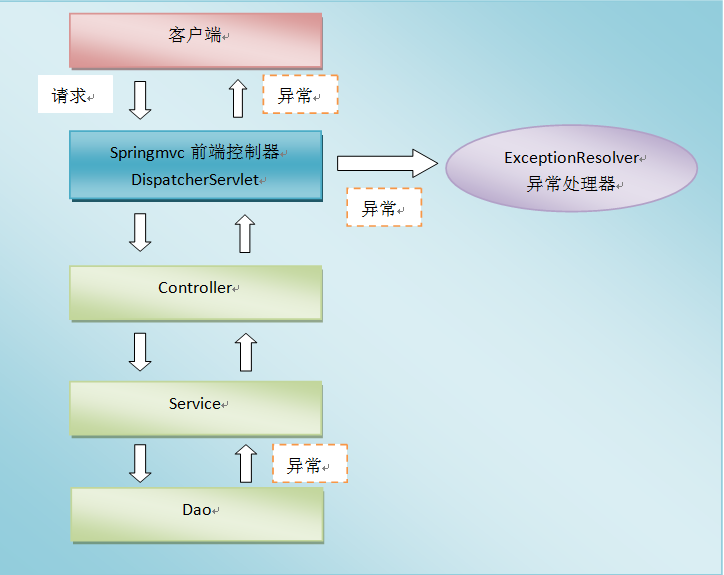 客户端
请求
异常
Springmvc 前端控制器
DispatcherServlet
异常
ExceptionResolver
异常处理器
Controller
Service
异常
Dao